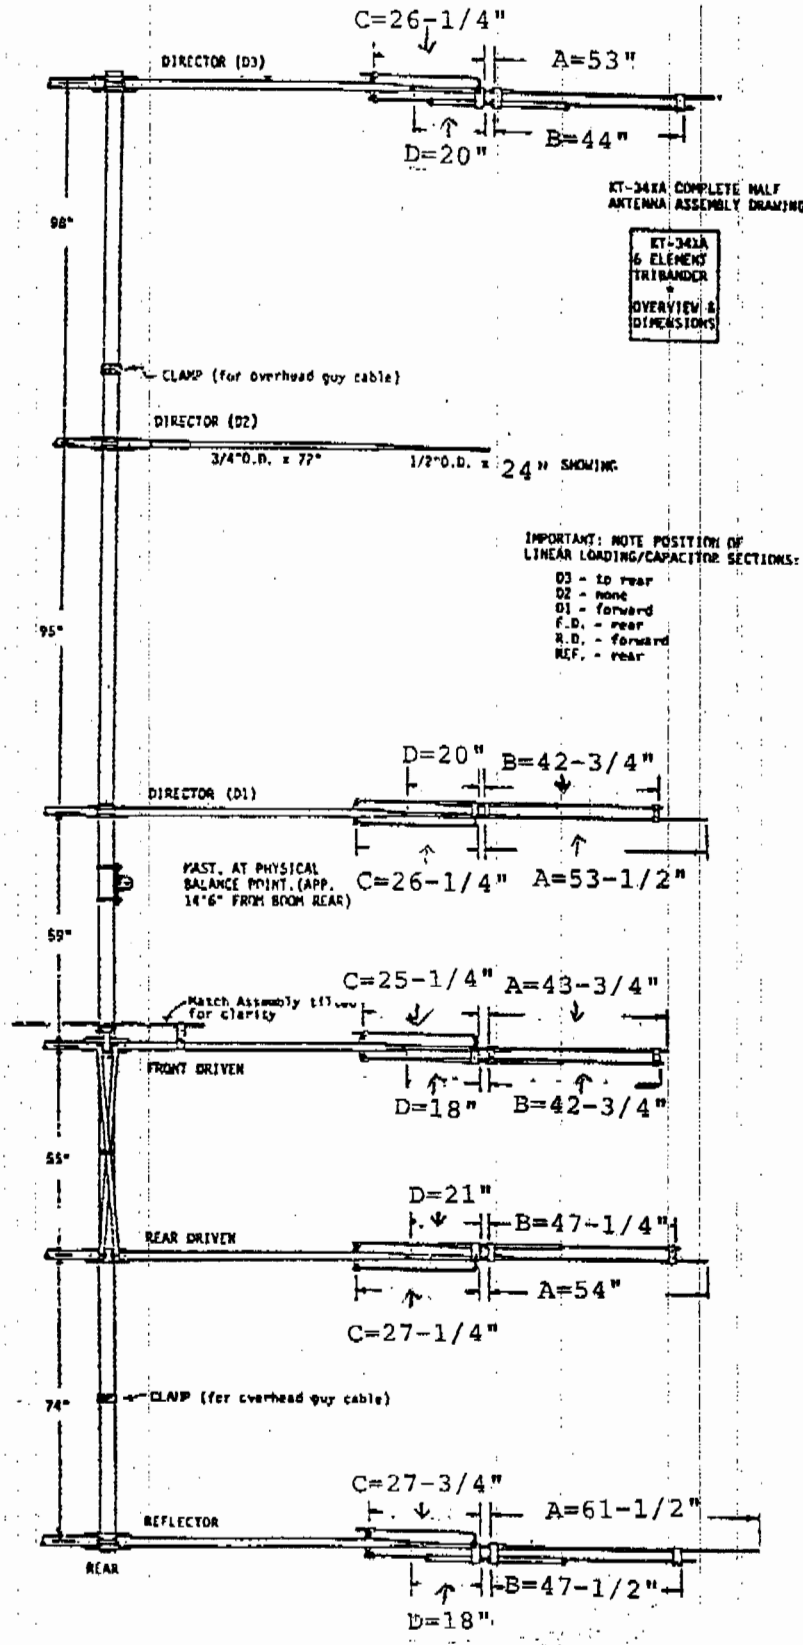 C=26-1/4"
DIRECTOR (D3)
A=53"
D=20"
B=44"
KT-34XA COMPLETE HALF
ANTENNA ASSEMBLY DRAWING
98"
KT-34XA
6 ELEMENT
TRIBANDER
*
OVERVIEW &
DIMENSIONS
CLAMP (for overhead guy cable)
DIRECTOR (D2)
3/4"O.D. x 72"
1/2"O.D. x 24" SHOWING
IMPORTANT: NOTE POSITION OF
LINEAR LOADING/CAPACITOR SECTIONS:
D3 - to rear
D2 - none
D1 - forward
F.D. - rear
R.D. - forward
REF. - rear
95"
D=20"
B=42-3/4"
DIRECTOR (D1)
MAST. AT PHYSICAL
BALANCE POINT. (APP.
14'6" FROM BOOM REAR)
C=26-1/4"
A=53-1/2"
59"
C=25-1/4"
A=43-3/4"
Match Assembly
for clarity
FRONT DRIVEN
D=18"
B=42-3/4"
55"
D=21"
B=47-1/4"
REAR DRIVEN
A=54"
C=27-1/4"
74"
CLAMP (for overhead guy cable)
C=27-3/4"
A=61-1/2"
REFLECTOR
REAR
B=47-1/2"
D=18"